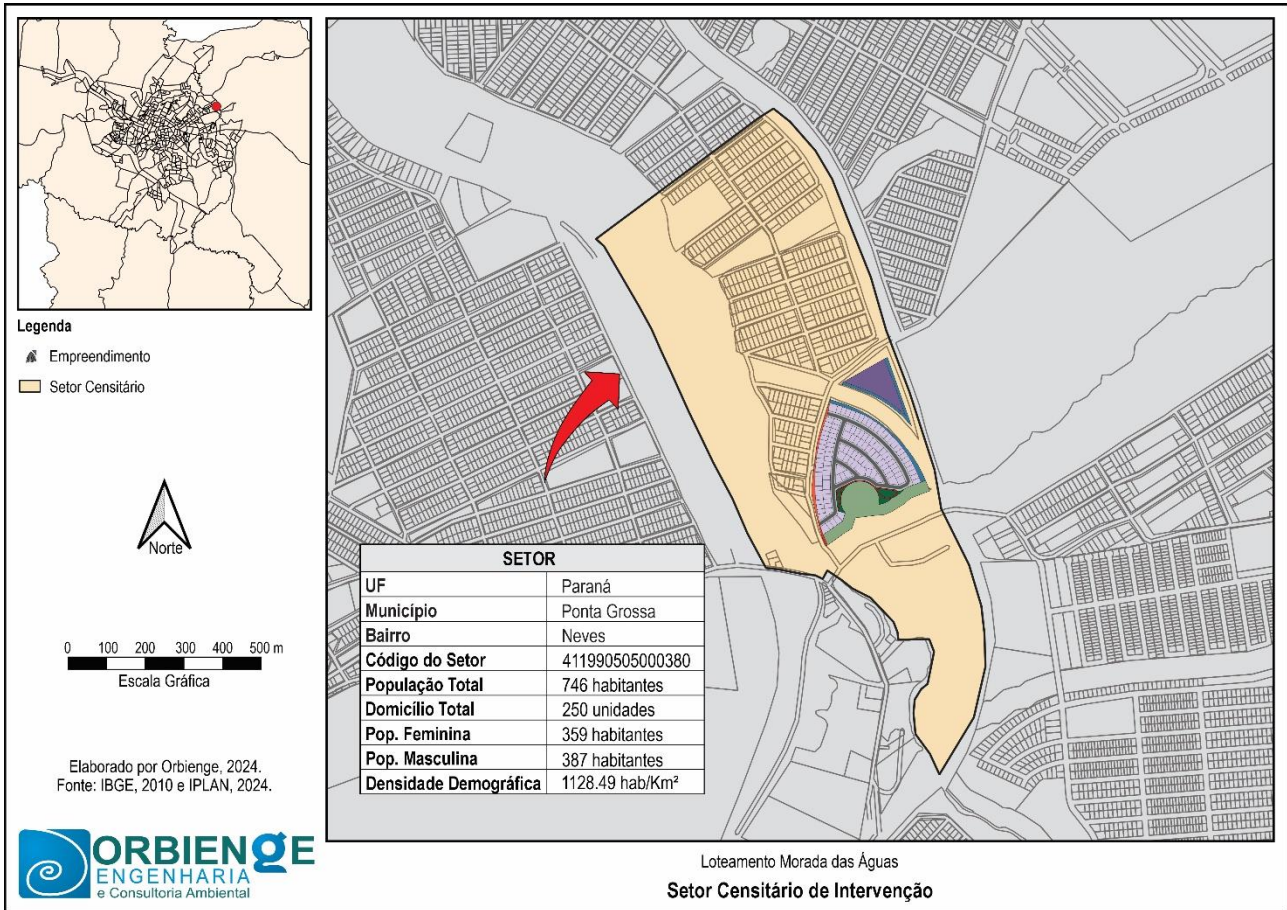 Legenda
Empreendimento
Setor Censitário
Norte
0 100 200 300 400 500 m
Escala Gráfica
Elaborado por Orbienge, 2024.
Fonte: IBGE, 2010 e IPLAN, 2024.
ORBIENGE
ENGENHARIA
e Consultoria Ambiental
SETOR
UF Paraná
Município Ponta Grossa
Bairro Neves
Código do Setor 411990505000380
População Total 746 habitantes
Domicílio Total 250 unidades
Pop. Feminina 359 habitantes
Pop. Masculina 387 habitantes
Densidade Demográfica 1128.49 hab/Km²
Loteamento Morada das Águas
Setor Censitário de Intervenção